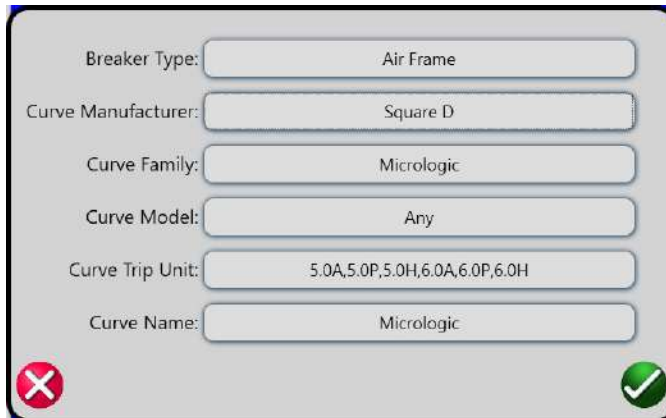 Breaker Type: Air Frame
Curve Manufacturer: Square D
Curve Family: Micrologic
Curve Model: Any
Curve Trip Unit: 5.0A,5.0P,5.0H,6.0A,6.0P,6.0H
Curve Name: Micrologic